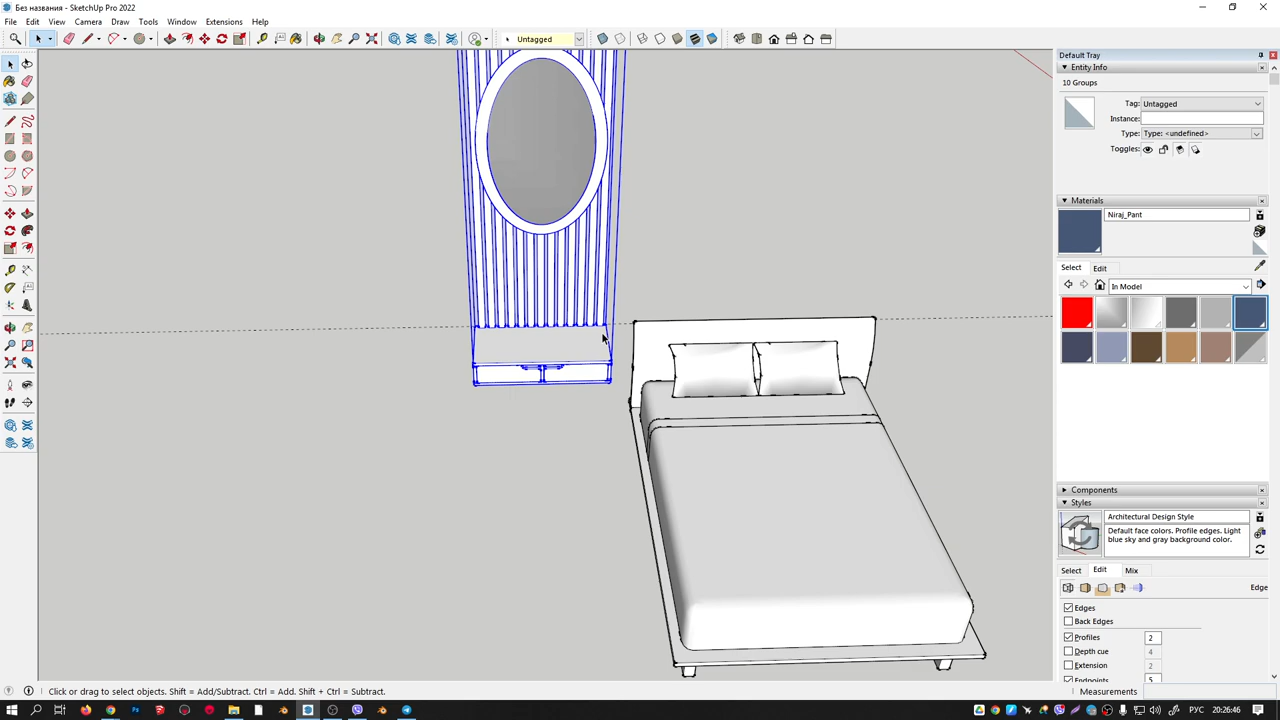 Без названия - SketchUp Pro 2022
File Edit View Camera Draw Tools Window Extensions Help
Untagged
Default Tray
Entity Info
10 Groups
Tag: Untagged
Instance:
Type: Type: <undefined>
Toggles:
Materials
Niraj_Pant
Select Edit
In Model
Components
Styles
Architectural Design Style
Default face colors. Profile edges. Light
blue sky and gray background color.
Select Edit Mix
Edge
Edges
Back Edges
Profiles 2
Depth cue 4
Extension 2
Endpoints 5
Click or drag to select objects. Shift = Add/Subtract. Ctrl = Add. Shift + Ctrl = Subtract.
Measurements
РУС 20:26:46